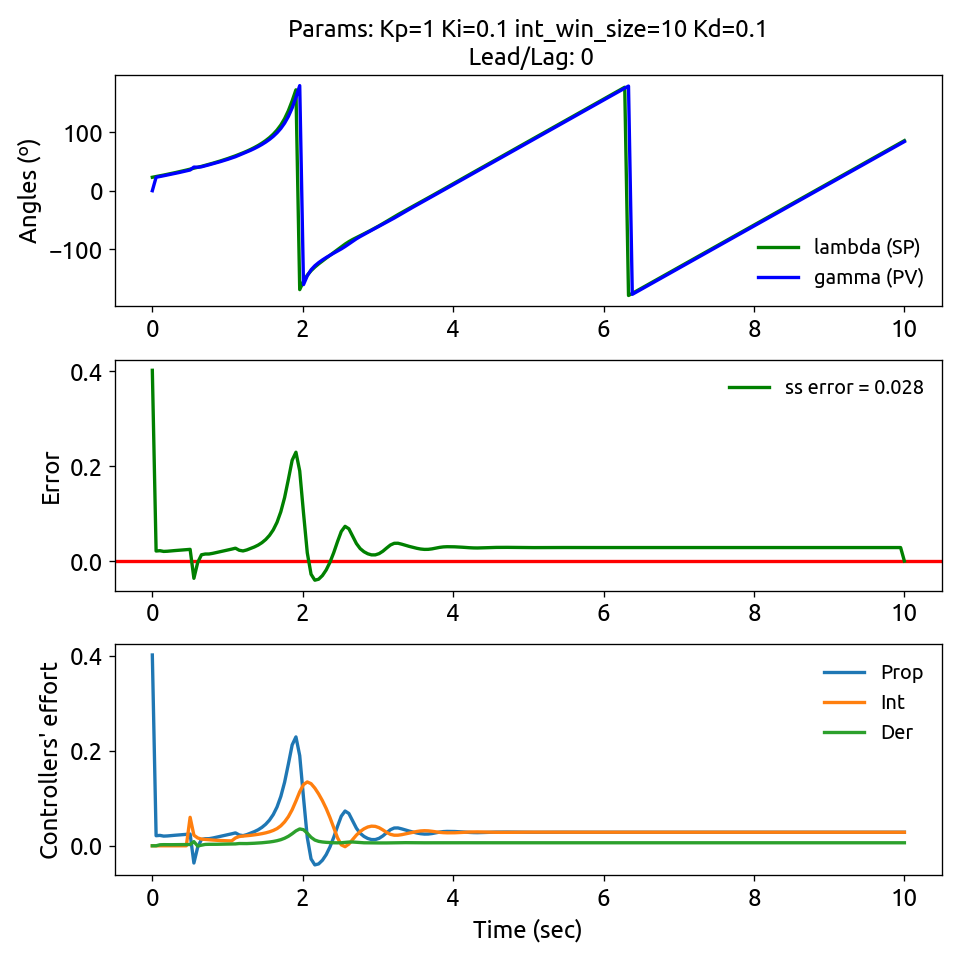 Params: Kp=1 Ki=0.1 int_win_size=10 Kd=0.1
Lead/Lag: 0
Angles (º)
100
0
−100
lambda (SP)
gamma (PV)
0 2 4 6 8 10
Error
0.4
0.2
0.0
ss error = 0.028
0 2 4 6 8 10
Controllers' effort
0.4
0.2
0.0
Prop
Int
Der
0 2 4 6 8 10
Time (sec)